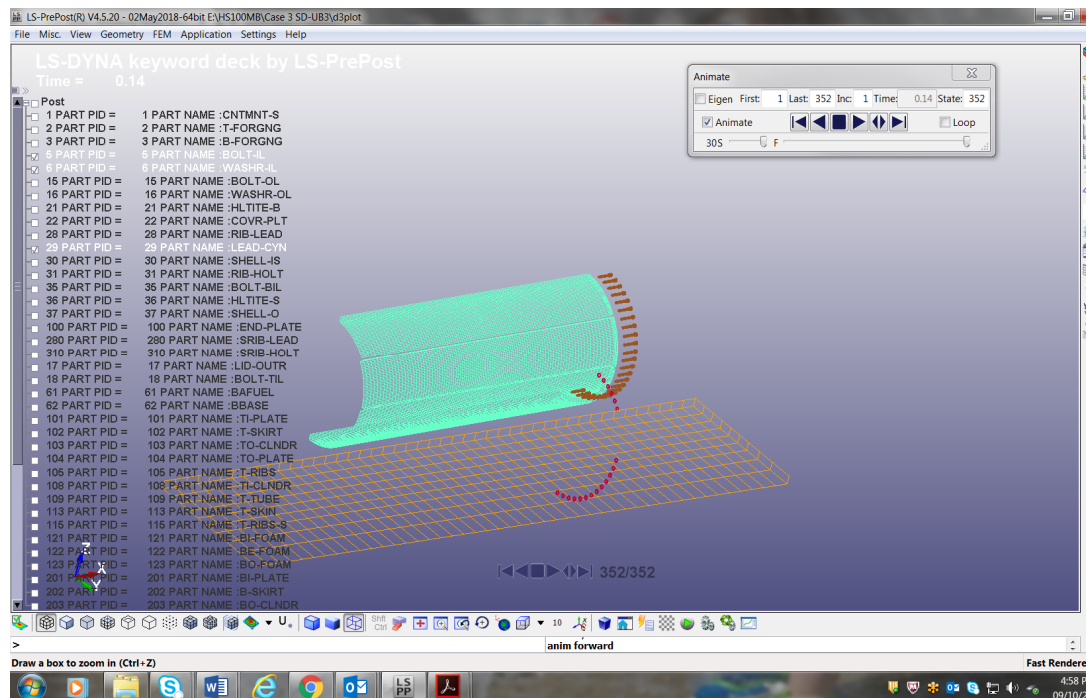 LS-PrePost(R) V4.5.20 - 02May2018-64bit E:\HS100MB\Case 3 SD-UB3\d3plot
File Misc. View Geometry FEM Application Settings Help
LS-DYNA keyword deck by LS-PrePost
Time = 0.14
Animate
Eigen First: 1 Last: 352 Inc: 1 Time: 0.14 State: 352
Animate Loop
30S F
Post
1 PART PID = 1 PART NAME :CNTMNT-S
2 PART PID = 2 PART NAME :T-FORGNG
3 PART PID = 3 PART NAME :B-FORGNG
5 PART PID = 5 PART NAME :BOLT-IL
6 PART PID = 6 PART NAME :WASHR-IL
15 PART PID = 15 PART NAME :BOLT-OL
16 PART PID = 16 PART NAME :WASHR-OL
21 PART PID = 21 PART NAME :HLTITE-B
22 PART PID = 22 PART NAME :COVR-PLT
28 PART PID = 28 PART NAME :RIB-LEAD
29 PART PID = 29 PART NAME :LEAD-CYN
30 PART PID = 30 PART NAME :SHELL-IS
31 PART PID = 31 PART NAME :RIB-HOLT
35 PART PID = 35 PART NAME :BOLT-BIL
36 PART PID = 36 PART NAME :HLTITE-S
37 PART PID = 37 PART NAME :SHELL-O
100 PART PID = 100 PART NAME :END-PLATE
280 PART PID = 280 PART NAME :SRIB-LEAD
310 PART PID = 310 PART NAME :SRIB-HOLT
17 PART PID = 17 PART NAME :LID-OUTR
18 PART PID = 18 PART NAME :BOLT-TIL
61 PART PID = 61 PART NAME :BAFUEL
62 PART PID = 62 PART NAME :BBASE
101 PART PID = 101 PART NAME :TI-PLATE
102 PART PID = 102 PART NAME :T-SKIRT
103 PART PID = 103 PART NAME :TO-CLNDR
104 PART PID = 104 PART NAME :TO-PLATE
105 PART PID = 105 PART NAME :T-RIBS
108 PART PID = 108 PART NAME :TI-CLNDR
109 PART PID = 109 PART NAME :T-TUBE
113 PART PID = 113 PART NAME :T-SKIN
115 PART PID = 115 PART NAME :T-RIBS-S
121 PART PID = 121 PART NAME :BI-FOAM
122 PART PID = 122 PART NAME :BE-FOAM
123 PART PID = 123 PART NAME :BO-FOAM
201 PART PID = 201 PART NAME :BI-PLATE
202 PART PID = 202 PART NAME :B-SKIRT
203 PART PID = 203 PART NAME :BO-CLNDR
Z
X
Y
352/352
U.
Shft
Ctrl
10
> anim forward
Draw a box to zoom in (Ctrl+Z) Fast Rendere
LS
PP
4:58 P
09/10/